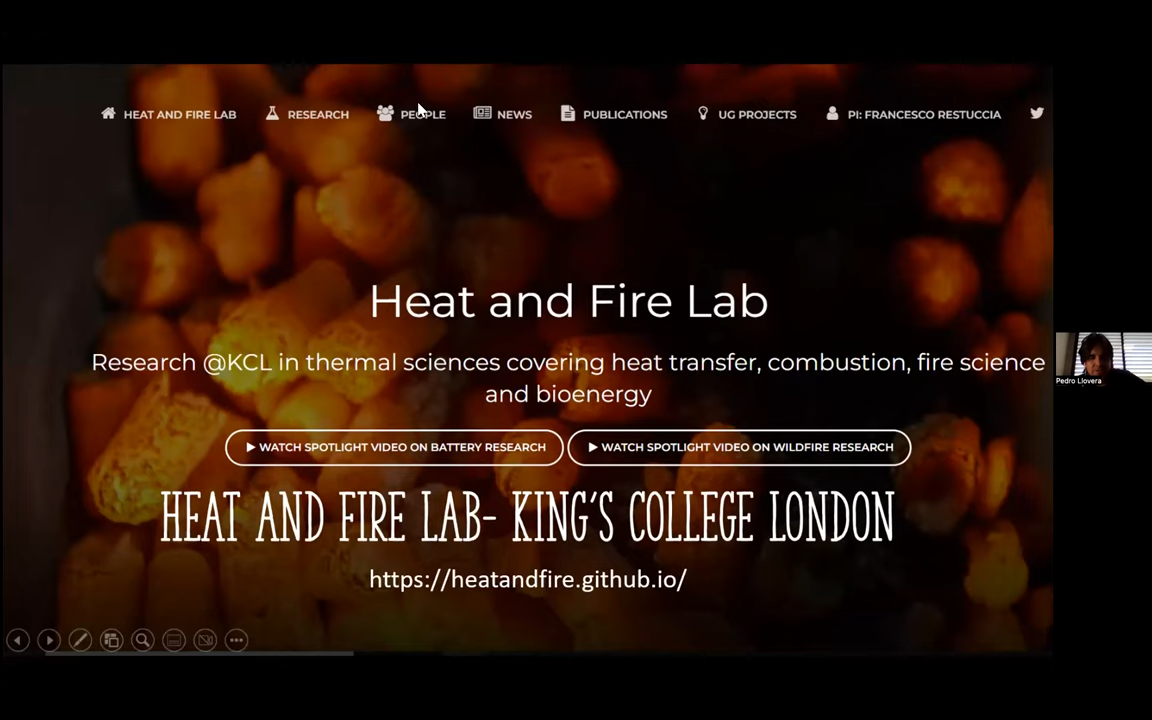 HEAT AND FIRE LAB RESEARCH PEOPLE NEWS PUBLICATIONS UG PROJECTS PI: FRANCESCO RESTUCCIA
Heat and Fire Lab
Research @KCL in thermal sciences covering heat transfer, combustion, fire science
and bioenergy
WATCH SPOTLIGHT VIDEO ON BATTERY RESEARCH WATCH SPOTLIGHT VIDEO ON WILDFIRE RESEARCH
HEAT AND FIRE LAB- KING'S COLLEGE LONDON
https://heatandfire.github.io/
Pedro Llovera